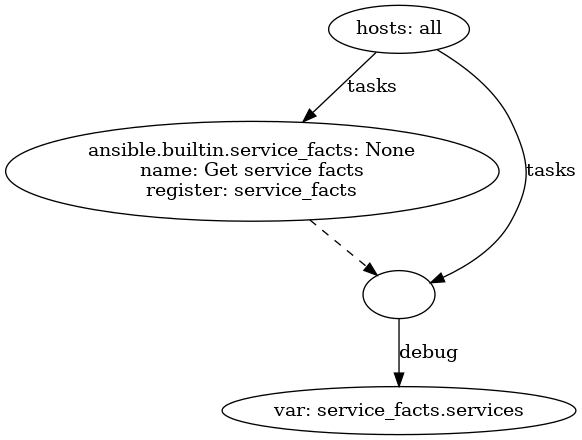 hosts: all
tasks
ansible.builtin.service_facts: None
name: Get service facts
register: service_facts
tasks
debug
var: service_facts.services